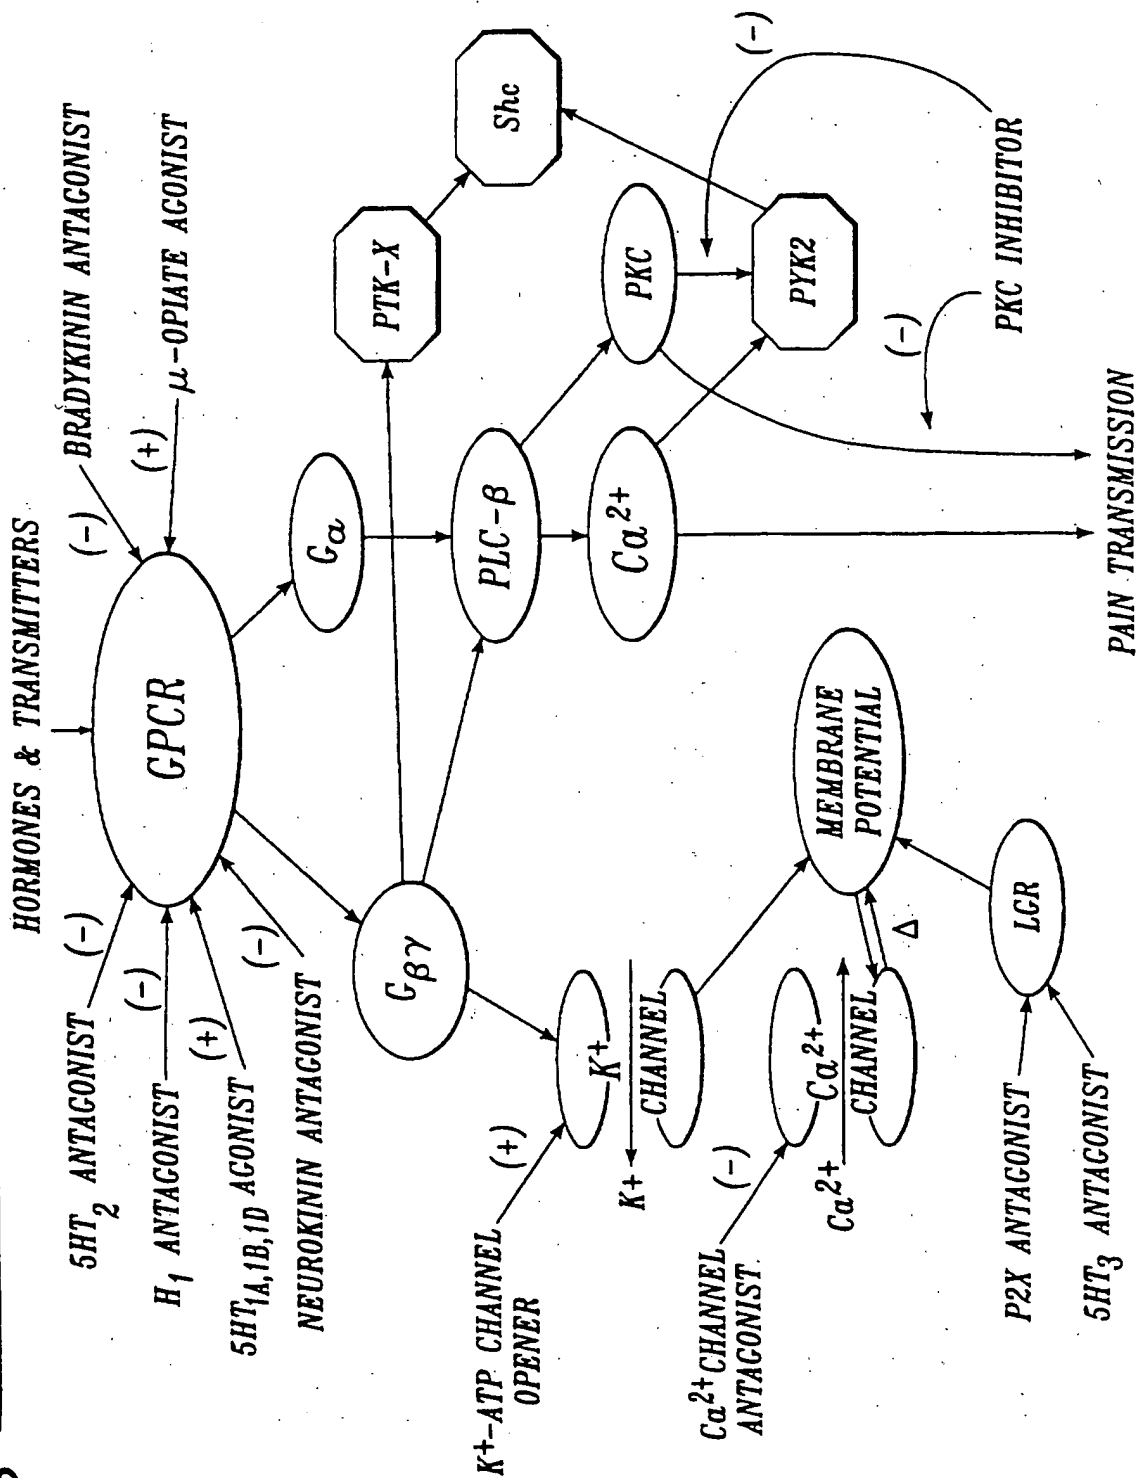 HORMONES & TRANSMITTERS
5HT2 ANTAGONIST
(-)
H1 ANTAGONIST
(-)
5HT1A,1B,1D AGONIST
(+)
NEUROKININ ANTAGONIST
(-)
GPCR
(-)
BRADYKININ ANTAGONIST
(+)
μ-OPIATE AGONIST
Gα
Gβγ
PTK-X
Shc
PLC-β
PKC
Ca2+
PYK2
(-)
(-)
PKC INHIBITOR
K+-ATP CHANNEL
OPENER
(+)
K+
K+
CHANNEL
Ca2+ CHANNEL
ANTAGONIST.
(-)
Ca2+
Ca2+
CHANNEL
Δ
MEMBRANE
POTENTIAL
LGR
P2X ANTAGONIST
5HT3 ANTAGONIST
PAIN TRANSMISSION